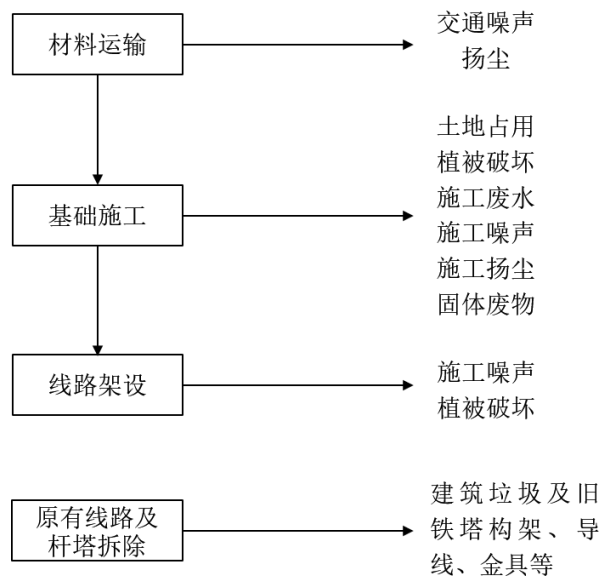 材料运输
交通噪声
扬尘
土地占用
植被破坏
基础施工
施工废水
施工噪声
施工扬尘
固体废物
线路架设
施工噪声
植被破坏
原有线路及
杆塔拆除
建筑垃圾及旧
铁塔构架、导
线、金具等